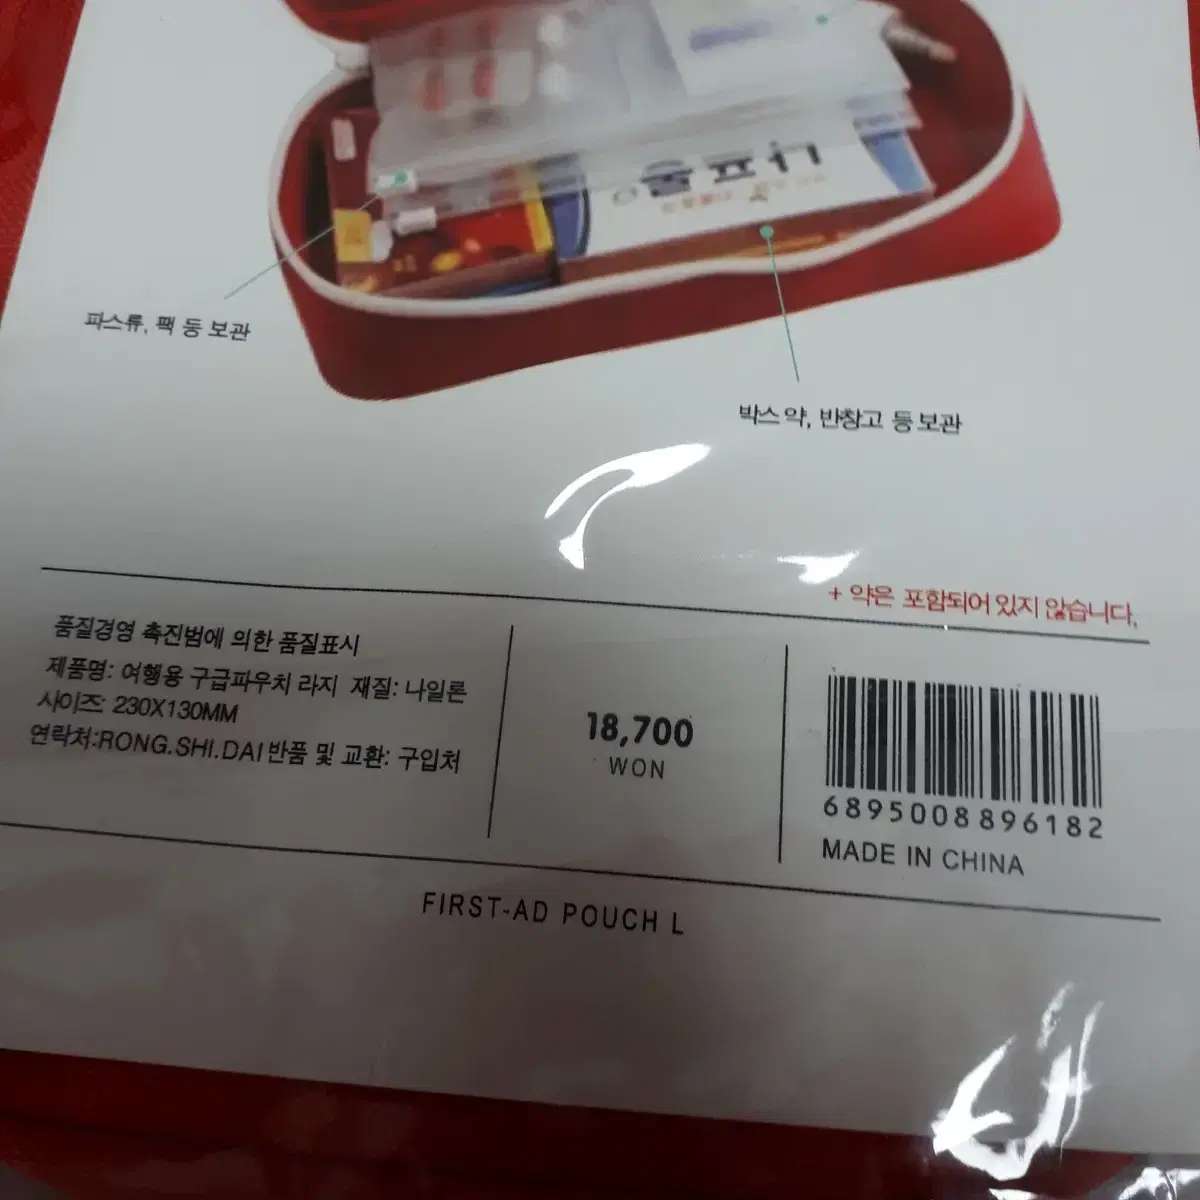 파스류, 팩 등 보관
박스 약, 반창고 등 보관
+ 약은 포함되어 있지 않습니다.
품질경영 촉진법에 의한 품질표시
제품명: 여행용 구급파우치 라지 재질: 나일론
사이즈: 230X130MM
연락처:RONG.SHI.DAI 반품 및 교환: 구입처
18,700
WON
6895008896182
MADE IN CHINA
FIRST-AD POUCH L